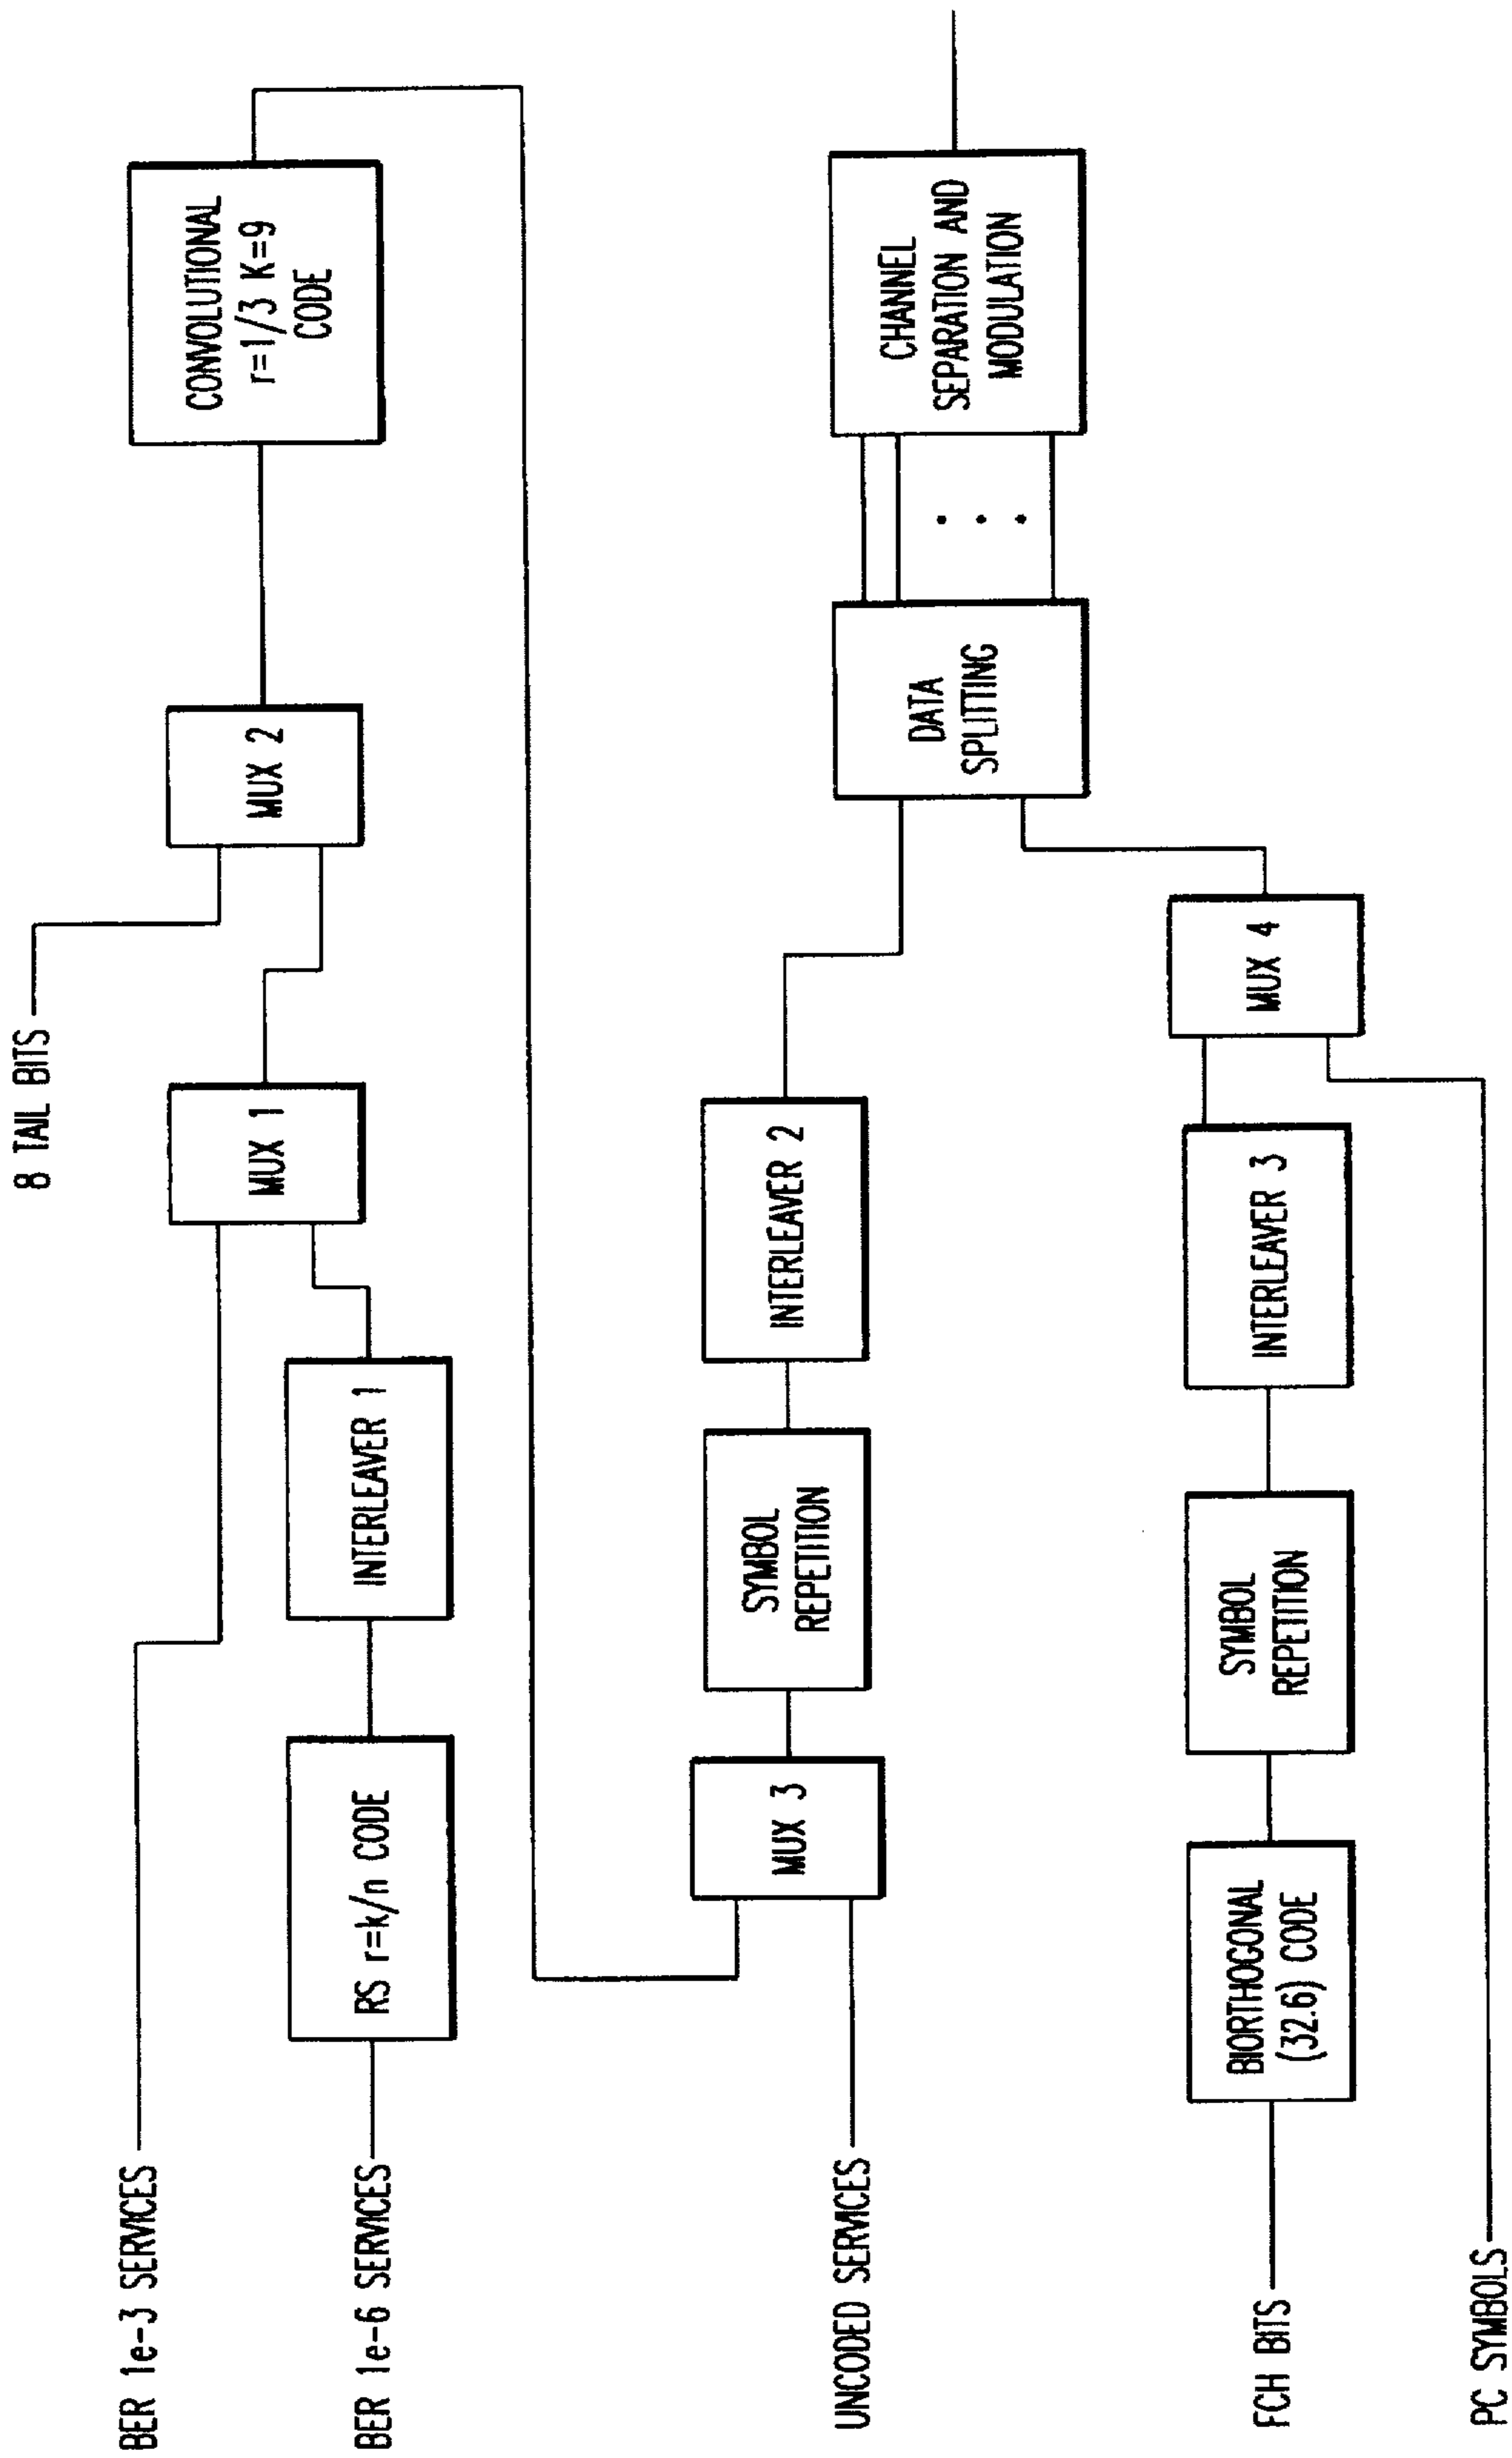 8 TAIL BITS
BER 1e-3 SERVICES
MUX 1
MUX 2
CONVOLUTIONAL
r=1/3 K=9
CODE
BER 1e-6 SERVICES
RS r=k/n CODE
INTERLEAVER 1
UNCODED SERVICES
MUX 3
SYMBOL
REPETITION
INTERLEAVER 2
DATA
SPLITTING
CHANNEL
SEPARATION AND
MODULATION
FCH BITS
BIORTHOGONAL
(32.6) CODE
SYMBOL
REPETITION
INTERLEAVER 3
MUX 4
PC SYMBOLS